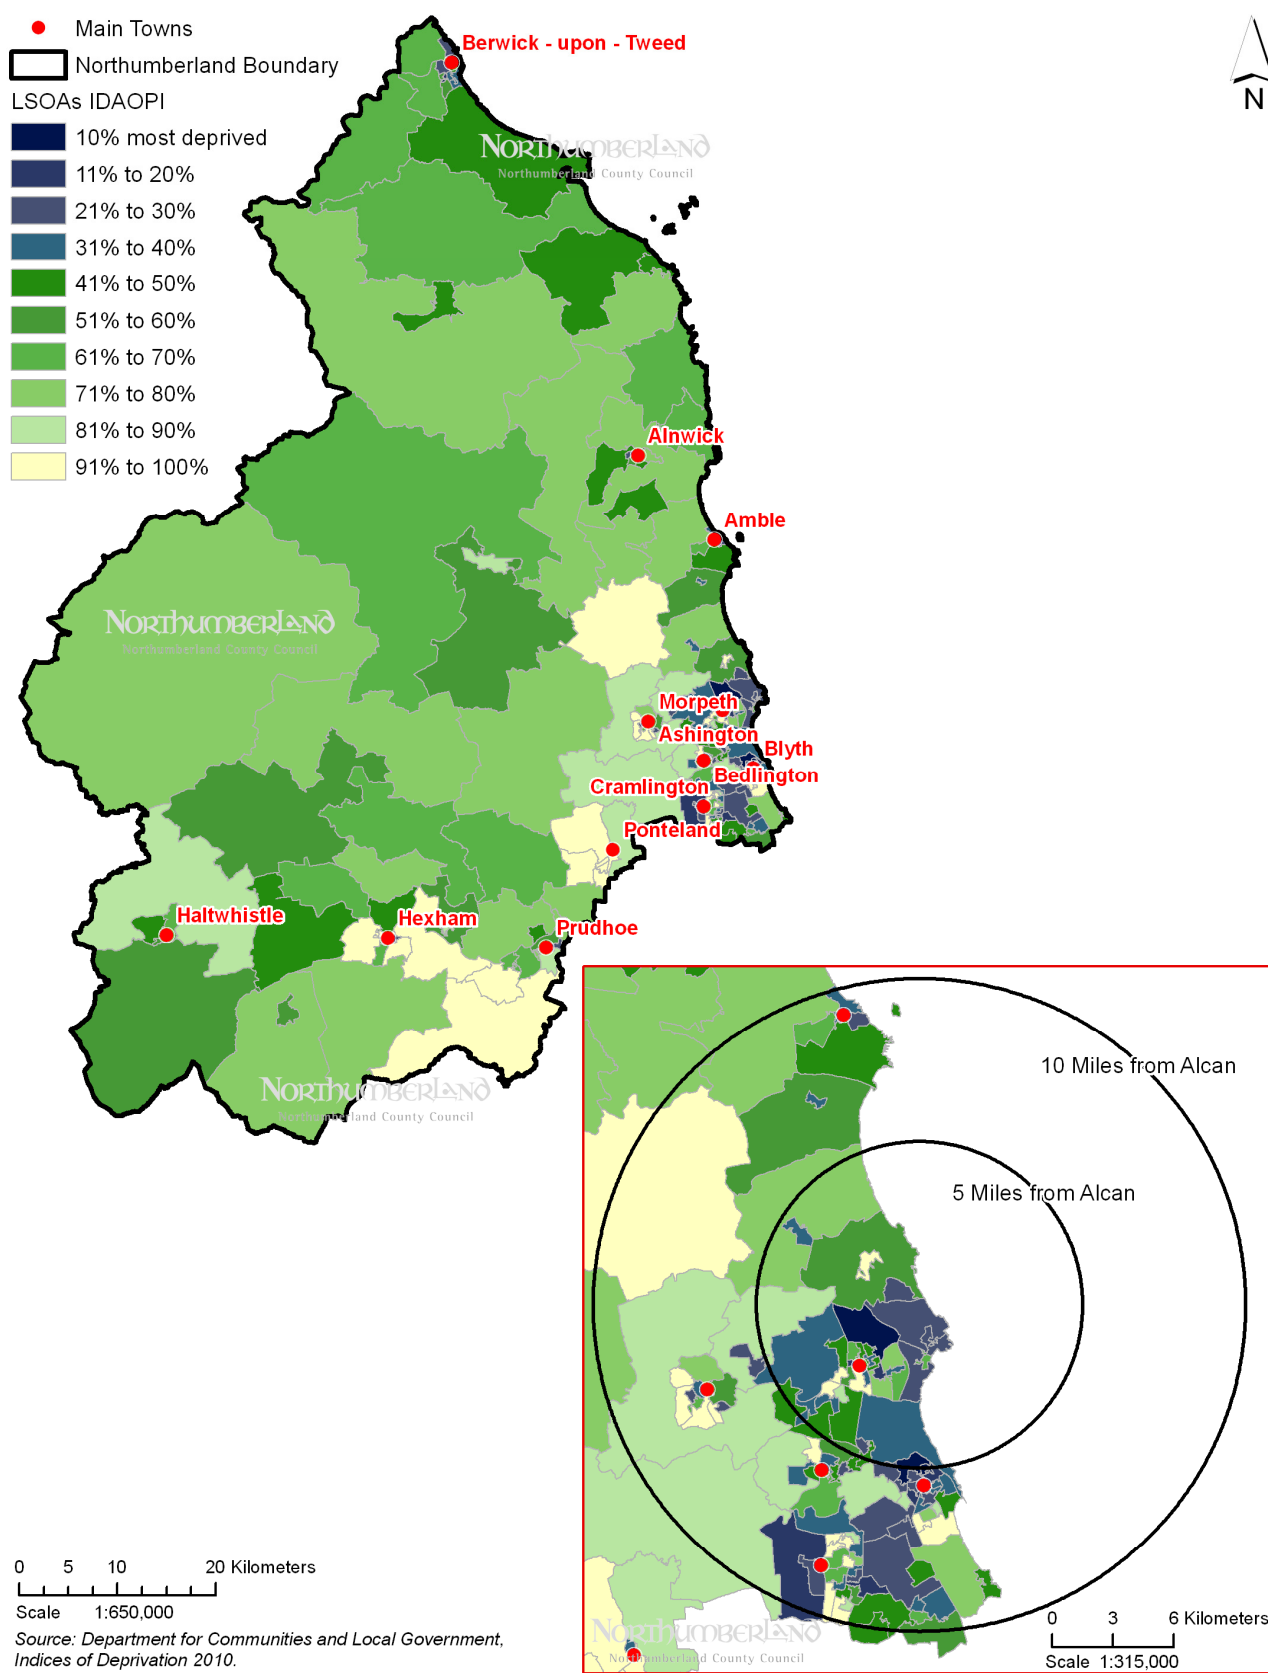 Main Towns
Northumberland Boundary
LSOAs IDAOPI
10% most deprived
11% to 20%
21% to 30%
31% to 40%
41% to 50%
51% to 60%
61% to 70%
71% to 80%
81% to 90%
91% to 100%
N
Berwick - upon - Tweed
NORTHUMBERLAND
Northumberland County Council
Alnwick
Amble
NORTHUMBERLAND
Northumberland County Council
Morpeth
Ashington
Blyth
Bedlington
Cramlington
Ponteland
Haltwhistle
Hexham
Prudhoe
NORTHUMBERLAND
Northumberland County Council
10 Miles from Alcan
5 Miles from Alcan
NORTHUMBERLAND
Northumberland County Council
0 3 6 Kilometers
Scale 1:315,000
0 5 10 20 Kilometers
Scale 1:650,000
Source: Department for Communities and Local Government,
Indices of Deprivation 2010.